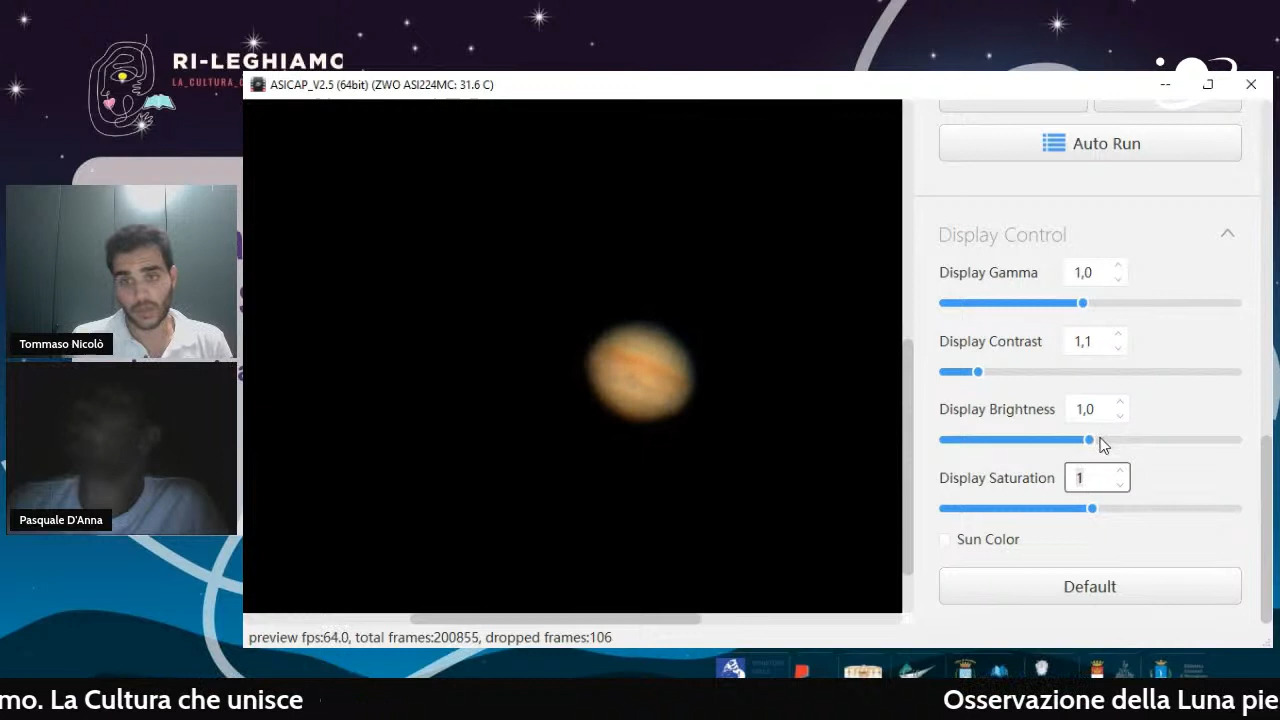 RI-LEGHIAMO
ASICAP_V2.5 (64bit) (ZWO ASI224MC: 31.6 C)
Auto Run
Display Control
Display Gamma 1,0
Display Contrast 1,1
Display Brightness 1,0
Display Saturation 1
Sun Color
Default
Tommaso Nicolò
Pasquale D'Anna
preview fps:64.0, total frames:200855, dropped frames:106
mo. La Cultura che unisce
Osservazione della Luna pie